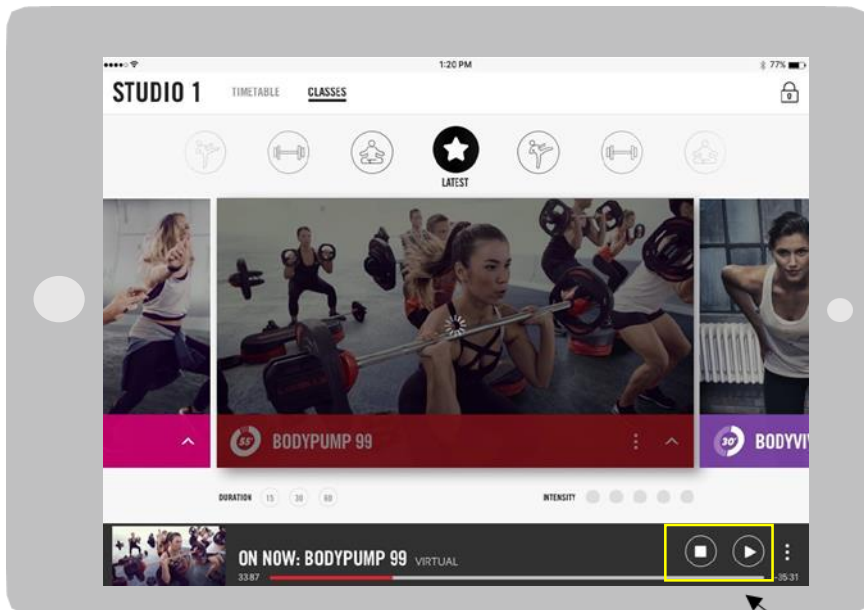 1:20 PM
77%
STUDIO 1
TIMETABLE
CLASSES
LATEST
55'
BODYPUMP 99
30'
BODYVI
DURATION 15 30 60
INTENSITY
ON NOW: BODYPUMP 99 VIRTUAL
33:87
-35:31